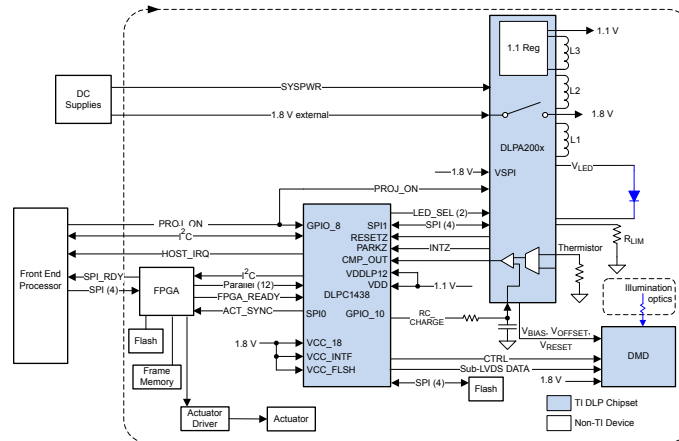 1.1 V
1.1 Reg
L3
DC
Supplies
SYSPWR
L2
1.8 V external
1.8 V
L1
DLPA200x
1.8 V
VSPI
VLED
PROJ_ON
PROJ_ON
GPIO_8
LED_SEL (2)
I2C
SPI1
SPI (4)
RLIM
HOST_IRQ
RESETZ
PARKZ
INTZ
Thermistor
Front End
Processor
SPI_RDY
I2C
CMP_OUT
SPI (4)
FPGA
Parallel (12)
VDDLP12
FPGA_READY
DLPC1438
VDD
1.1 V
Illumination
optics
ACT_SYNC
SPI0
GPIO_10
RC_
CHARGE
Flash
VBIAS, VOFFSET,
VRESET
1.8 V
VCC_18
VCC_INTF
VCC_FLSH
Frame
Memory
CTRL
Sub-LVDS DATA
DMD
SPI (4)
Flash
1.8 V
Actuator
Driver
Actuator
TI DLP Chipset
Non-TI Device